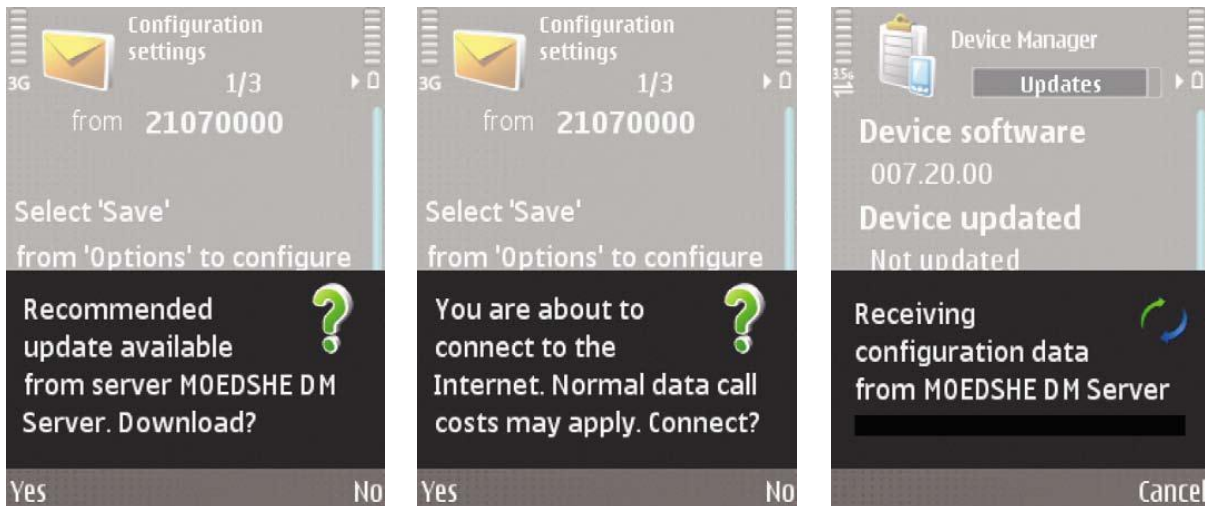 Configuration
settings
3G
1/3
from 21070000
Select 'Save'
from 'Options' to configure
Recommended
update available
from server MOEDSHE DM
Server. Download?
Yes
No
Configuration
settings
3G
1/3
from 21070000
Select 'Save'
from 'Options' to configure
You are about to
connect to the
Internet. Normal data call
costs may apply. Connect?
Yes
No
Device Manager
3.5G
Updates
Device software
007.20.00
Device updated
Not updated
Receiving
configuration data
from MOEDSHE DM Server
Cancel